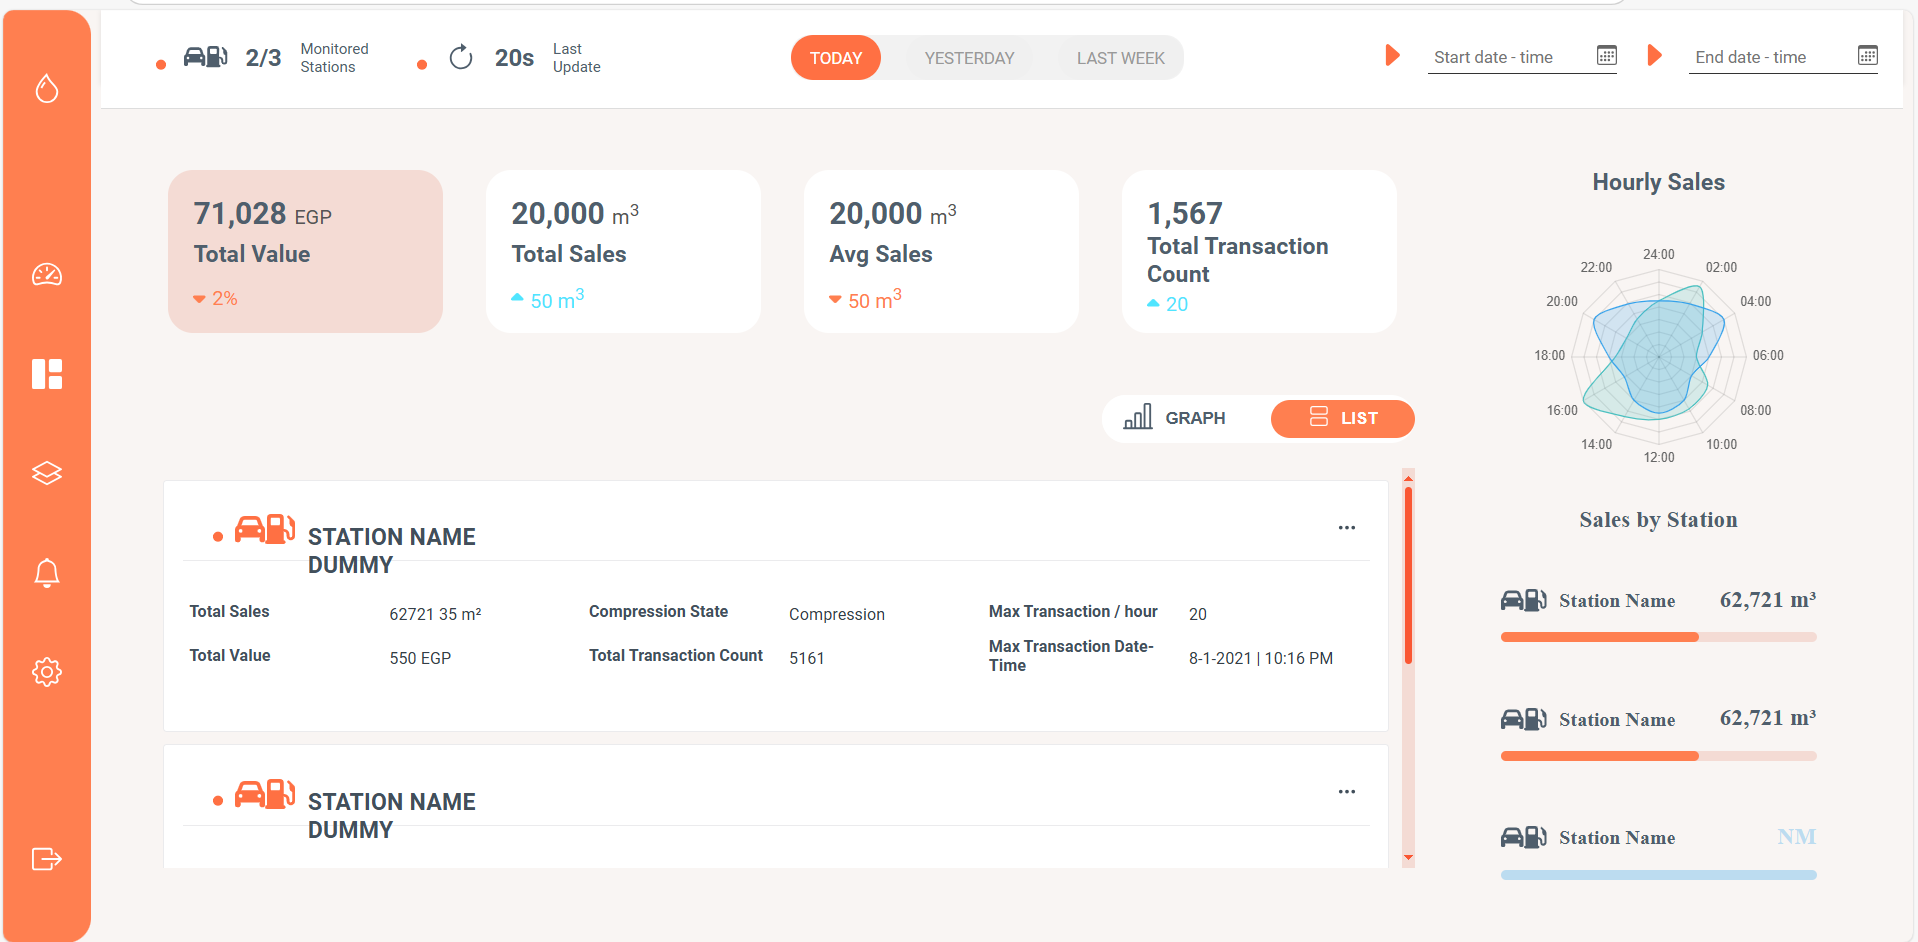 2/3 Monitored Stations
20s Last Update
TODAY YESTERDAY LAST WEEK
Start date - time
End date - time
71,028 EGP
Total Value
2%
20,000 m³
Total Sales
50 m³
20,000 m³
Avg Sales
50 m³
1,567
Total Transaction
Count
20
GRAPH LIST
STATION NAME
DUMMY
Total Sales 62721 35 m² Compression State Compression Max Transaction / hour 20
Total Value 550 EGP Total Transaction Count 5161 Max Transaction Date-Time 8-1-2021 | 10:16 PM
STATION NAME
DUMMY
Hourly Sales
24:00
02:00
04:00
06:00
08:00
10:00
12:00
14:00
16:00
18:00
20:00
22:00
Sales by Station
Station Name 62,721 m³
Station Name 62,721 m³
Station Name NM